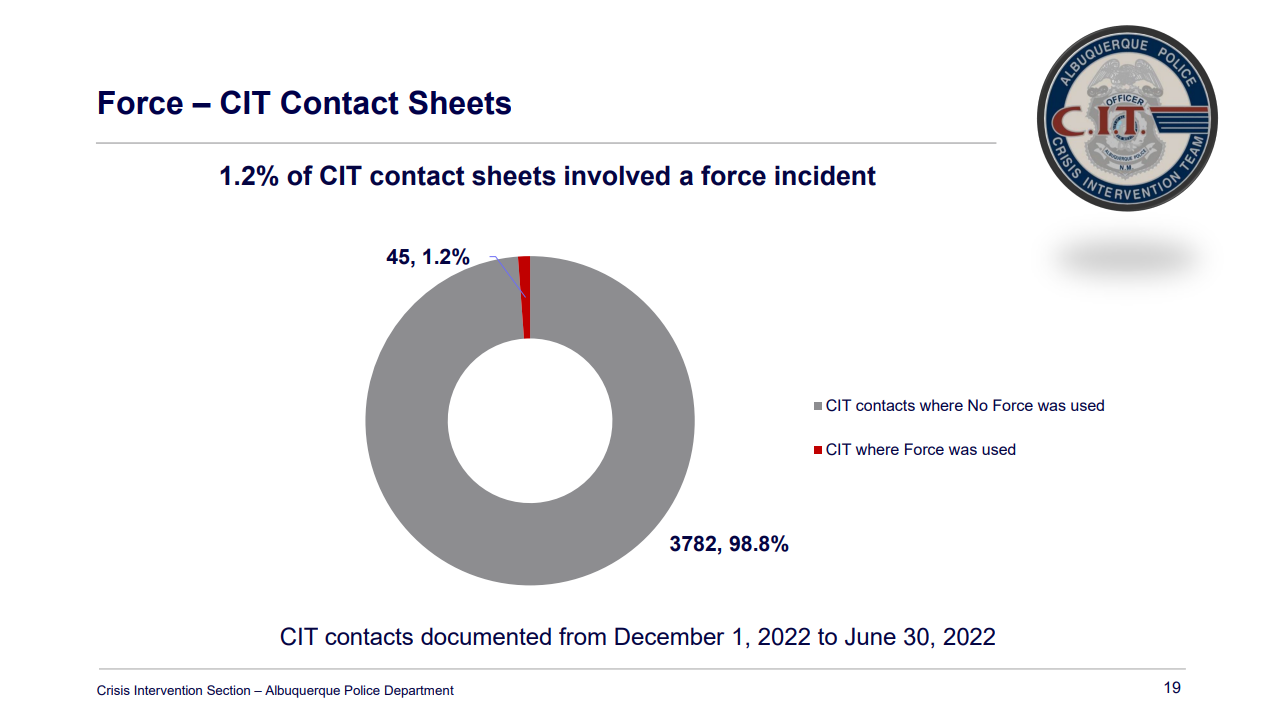 Force – CIT Contact Sheets
ALBUQUERQUE POLICE
OFFICER
C.I.T.
ALBUQUERQUE POLICE
N M
CRISIS INTERVENTION TEAM
1.2% of CIT contact sheets involved a force incident
45, 1.2%
CIT contacts where No Force was used
CIT where Force was used
3782, 98.8%
CIT contacts documented from December 1, 2022 to June 30, 2022
Crisis Intervention Section – Albuquerque Police Department
19